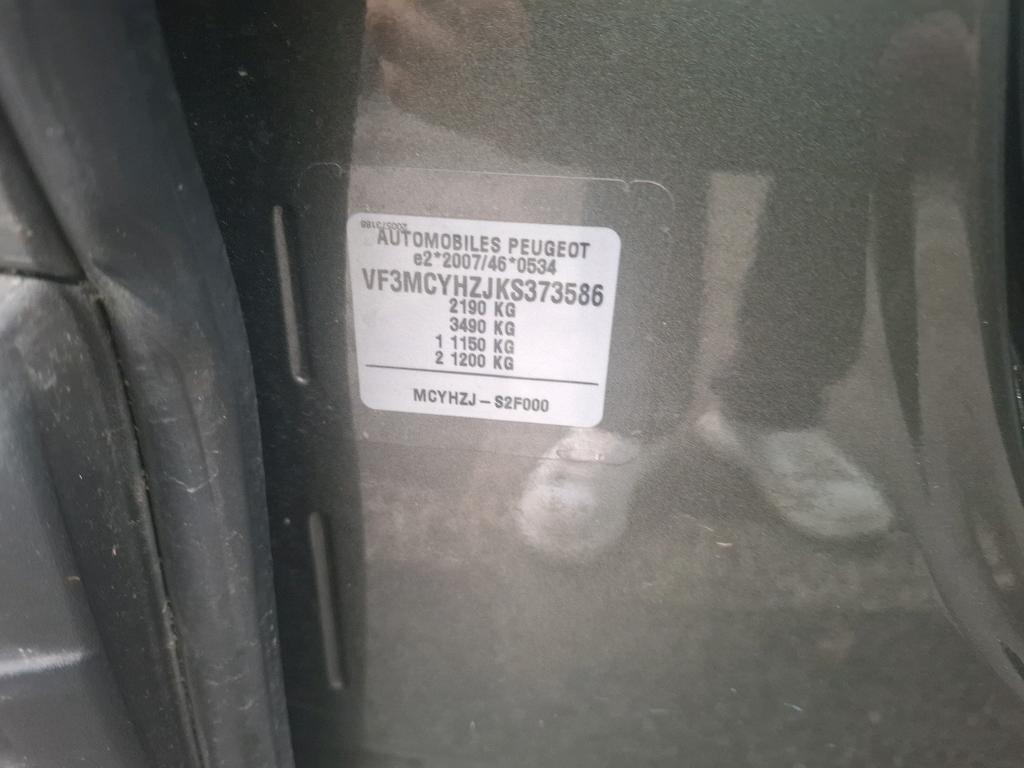 AUTOMOBILES PEUGEOT
e2*2007/46*0534
VF3MCYHZJKS373586
2190 KG
3490 KG
1 1150 KG
2 1200 KG
MCYHZJ - S2F000